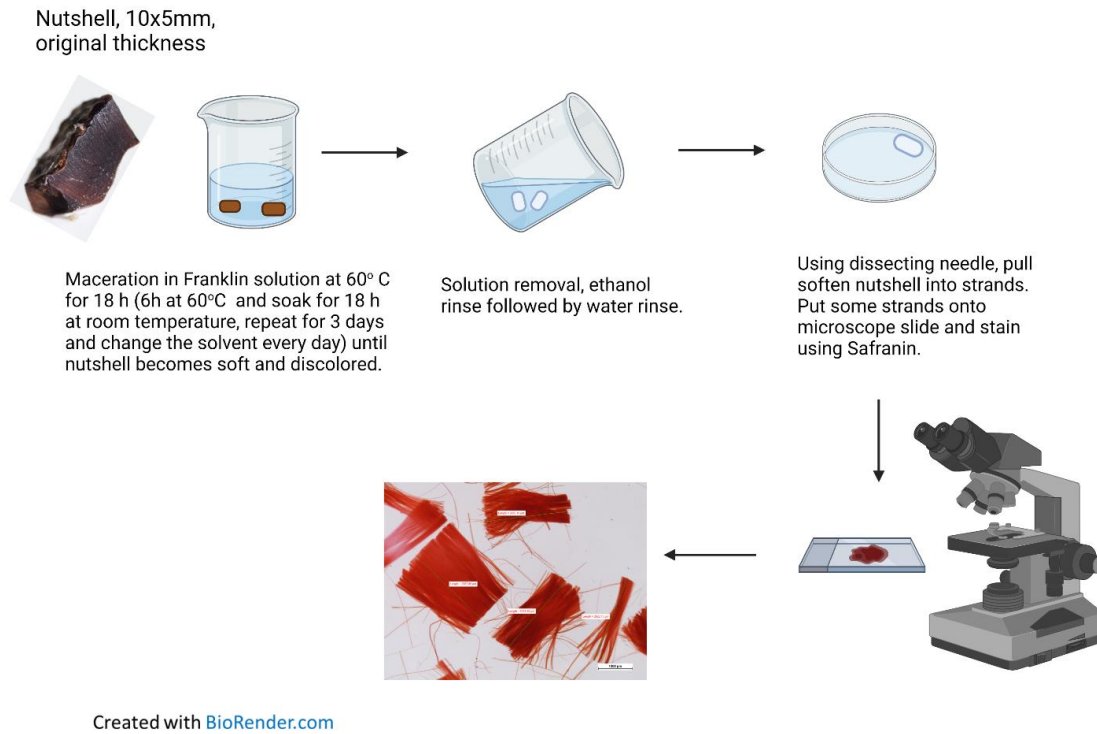 Nutshell, 10x5mm,
original thickness
Maceration in Franklin solution at 60° C
for 18 h (6h at 60°C and soak for 18 h
at room temperature, repeat for 3 days
and change the solvent every day) until
nutshell becomes soft and discolored.
Solution removal, ethanol
rinse followed by water rinse.
Using dissecting needle, pull
soften nutshell into strands.
Put some strands onto
microscope slide and stain
using Safranin.
Created with BioRender.com